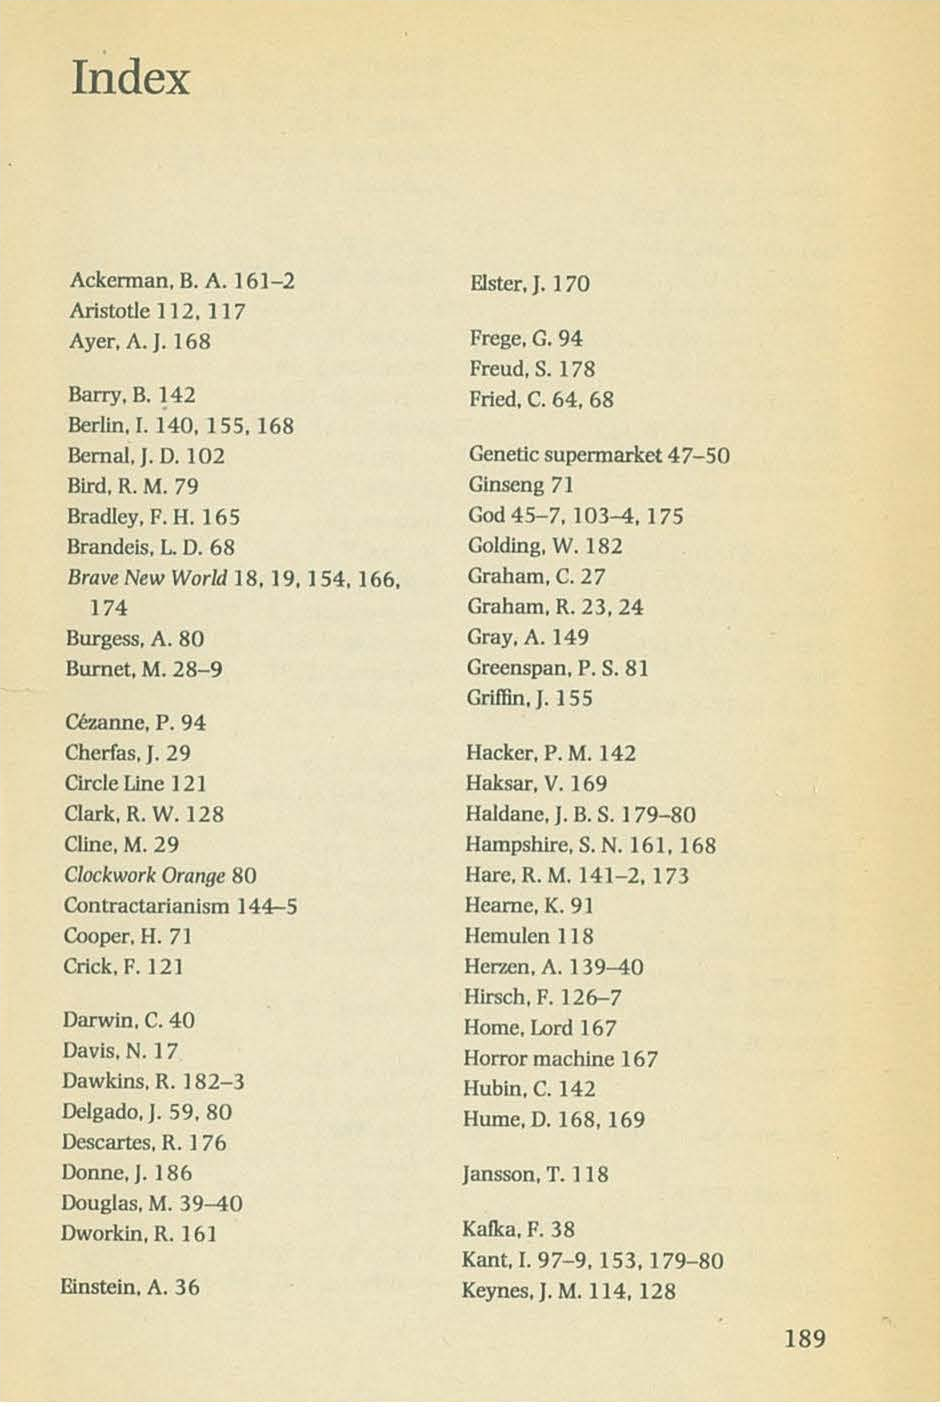 Index
Ackerman, B. A. 161–2
Aristotle 112, 117
Ayer, A. J. 168
Barry, B. 142
Berlin, I. 140, 155, 168
Bernal, J. D. 102
Bird, R. M. 79
Bradley, F. H. 165
Brandeis, L. D. 68
Brave New World 18, 19, 154, 166,
174
Burgess, A. 80
Burnet, M. 28–9
Cézanne, P. 94
Cherfas, J. 29
Circle Line 121
Clark, R. W. 128
Cline, M. 29
Clockwork Orange 80
Contractarianism 144–5
Cooper, H. 71
Crick, F. 121
Darwin, C. 40
Davis, N. 17
Dawkins, R. 182–3
Delgado, J. 59, 80
Descartes, R. 176
Donne, J. 186
Douglas, M. 39–40
Dworkin, R. 161
Einstein, A. 36
Elster, J. 170
Frege, G. 94
Freud, S. 178
Fried, C. 64, 68
Genetic supermarket 47–50
Ginseng 71
God 45–7, 103–4, 175
Golding, W. 182
Graham, C. 27
Graham, R. 23, 24
Gray, A. 149
Greenspan, P. S. 81
Griffin, J. 155
Hacker, P. M. 142
Haksar, V. 169
Haldane, J. B. S. 179–80
Hampshire, S. N. 161, 168
Hare, R. M. 141–2, 173
Hearne, K. 91
Hemulen 118
Herzen, A. 139–40
Hirsch, F. 126–7
Home, Lord 167
Horror machine 167
Hubin, C. 142
Hume, D. 168, 169
Jansson, T. 118
Kafka, F. 38
Kant, I. 97–9, 153, 179–80
Keynes, J. M. 114, 128
189